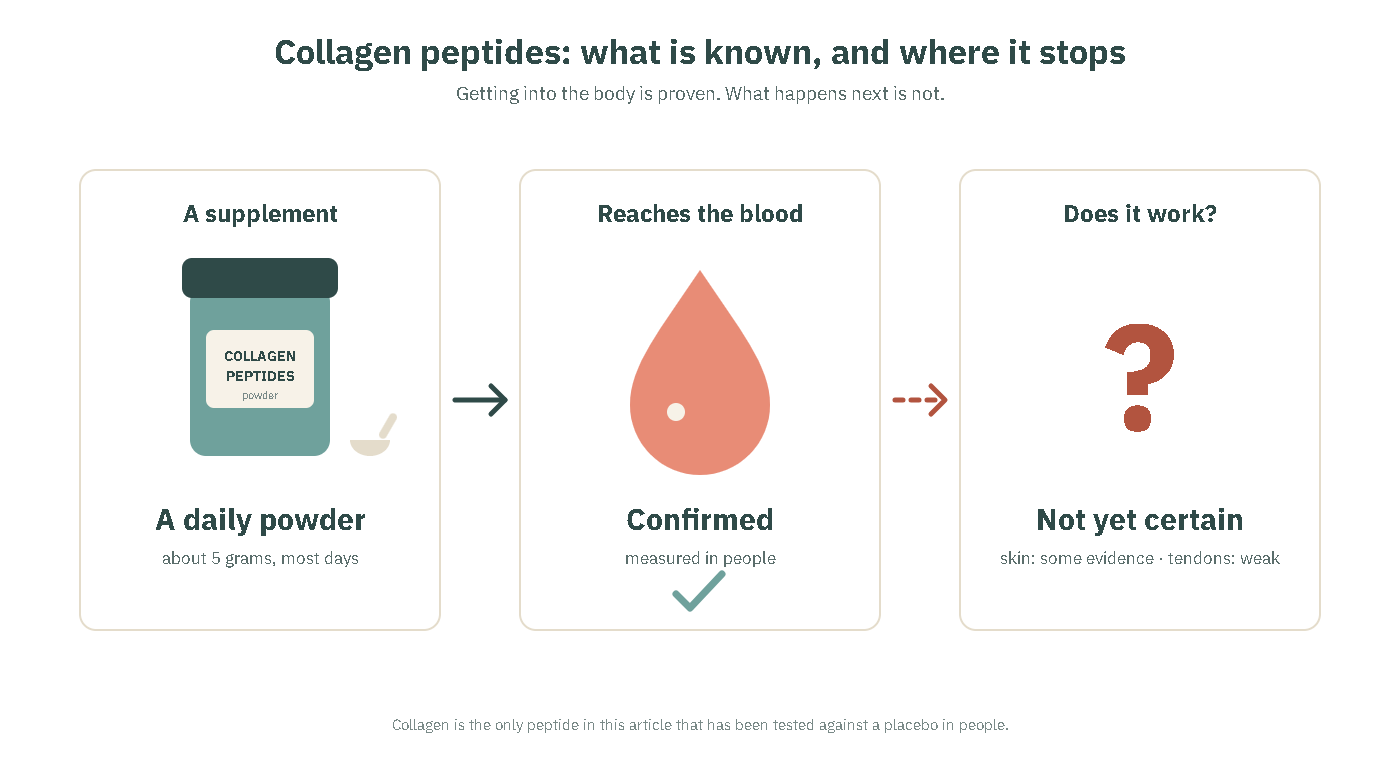 Collagen peptides: what is known, and where it stops
Getting into the body is proven. What happens next is not.
A supplement
COLLAGEN
PEPTIDES
powder
A daily powder
about 5 grams, most days
Reaches the blood
Confirmed
measured in people
Does it work?
?
Not yet certain
skin: some evidence · tendons: weak
Collagen is the only peptide in this article that has been tested against a placebo in people.